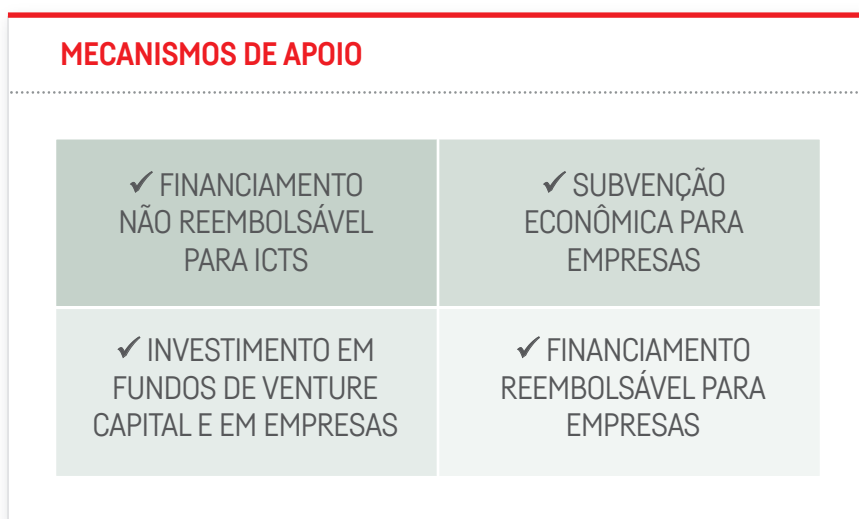 MECANISMOS DE APOIO
✓ FINANCIAMENTO
NÃO REEMBOLSÁVEL
PARA ICTS
✓ SUBVENÇÃO
ECONÔMICA PARA
EMPRESAS
✓ INVESTIMENTO EM
FUNDOS DE VENTURE
CAPITAL E EM EMPRESAS
✓ FINANCIAMENTO
REEMBOLSÁVEL PARA
EMPRESAS